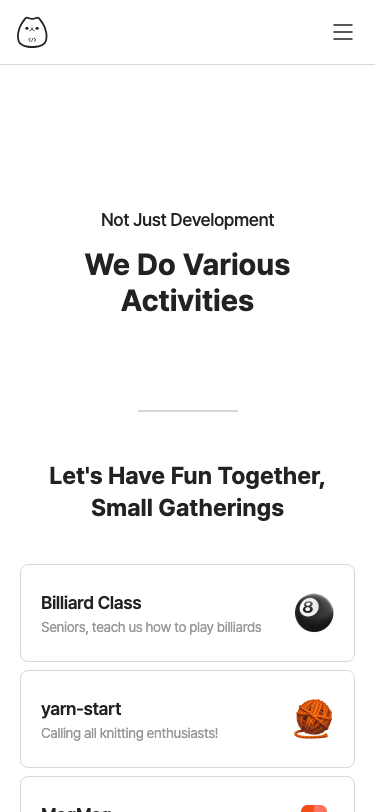 Not Just Development
We Do Various
Activities
Let's Have Fun Together,
Small Gatherings
Billiard Class
Seniors, teach us how to play billiards
8
yarn-start
Calling all knitting enthusiasts!